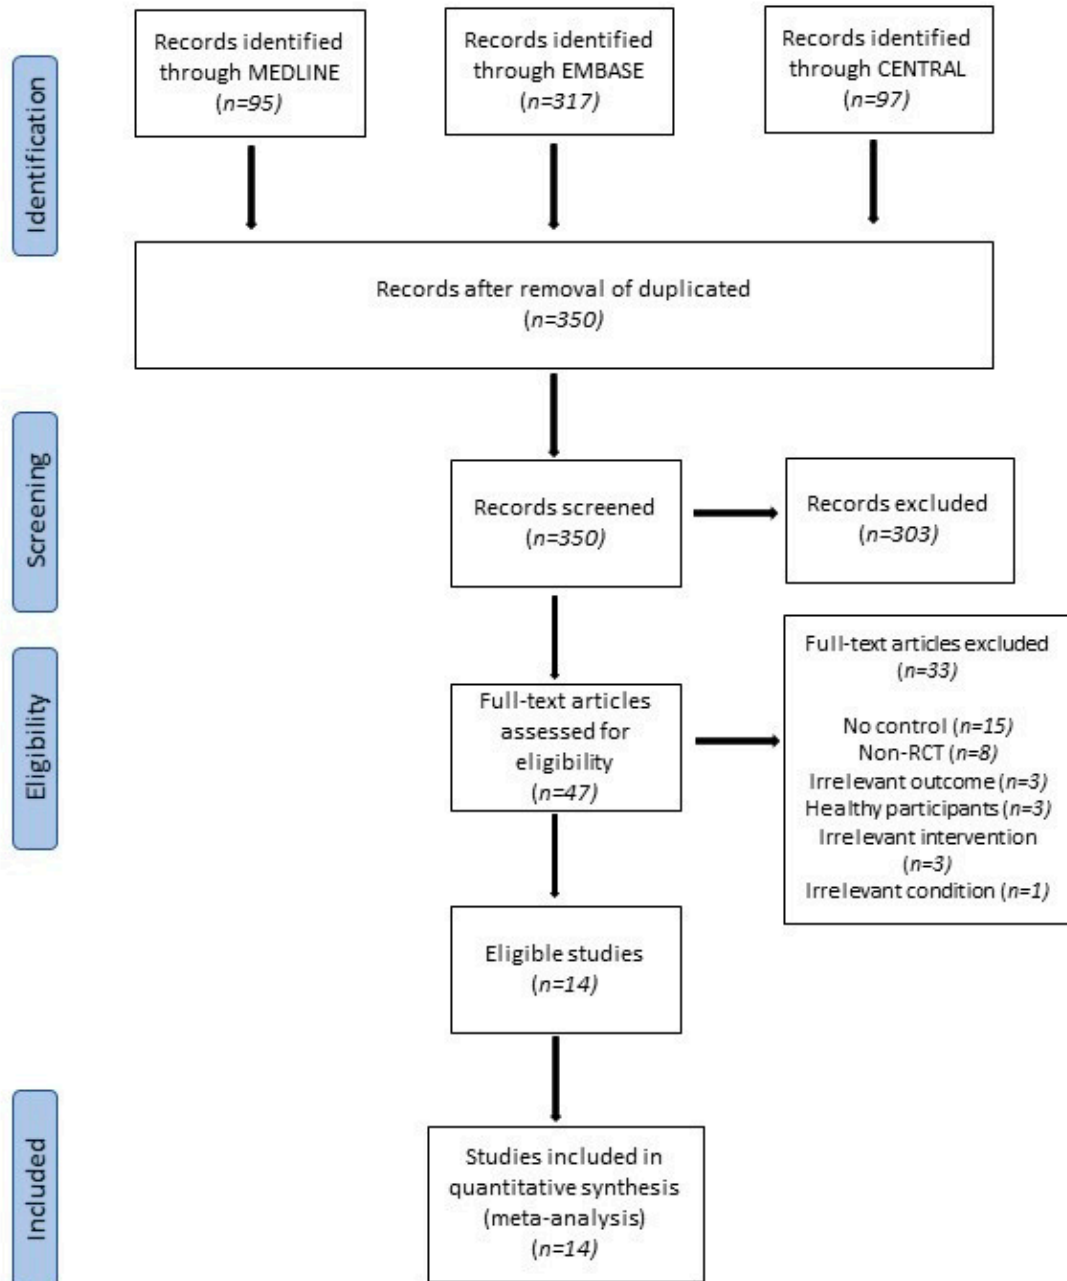 Identification
Records identified
through MEDLINE
(n=95)
Records identified
through EMBASE
(n=317)
Records identified
through CENTRAL
(n=97)
Records after removal of duplicated
(n=350)
Screening
Records screened
(n=350)
Records excluded
(n=303)
Eligibility
Full-text articles
assessed for
eligibility
(n=47)
Full-text articles excluded
(n=33)
No control (n=15)
Non-RCT (n=8)
Irrelevant outcome (n=3)
Healthy participants (n=3)
Irrelevant intervention
(n=3)
Irrelevant condition (n=1)
Eligible studies
(n=14)
Included
Studies included in
quantitative synthesis
(meta-analysis)
(n=14)